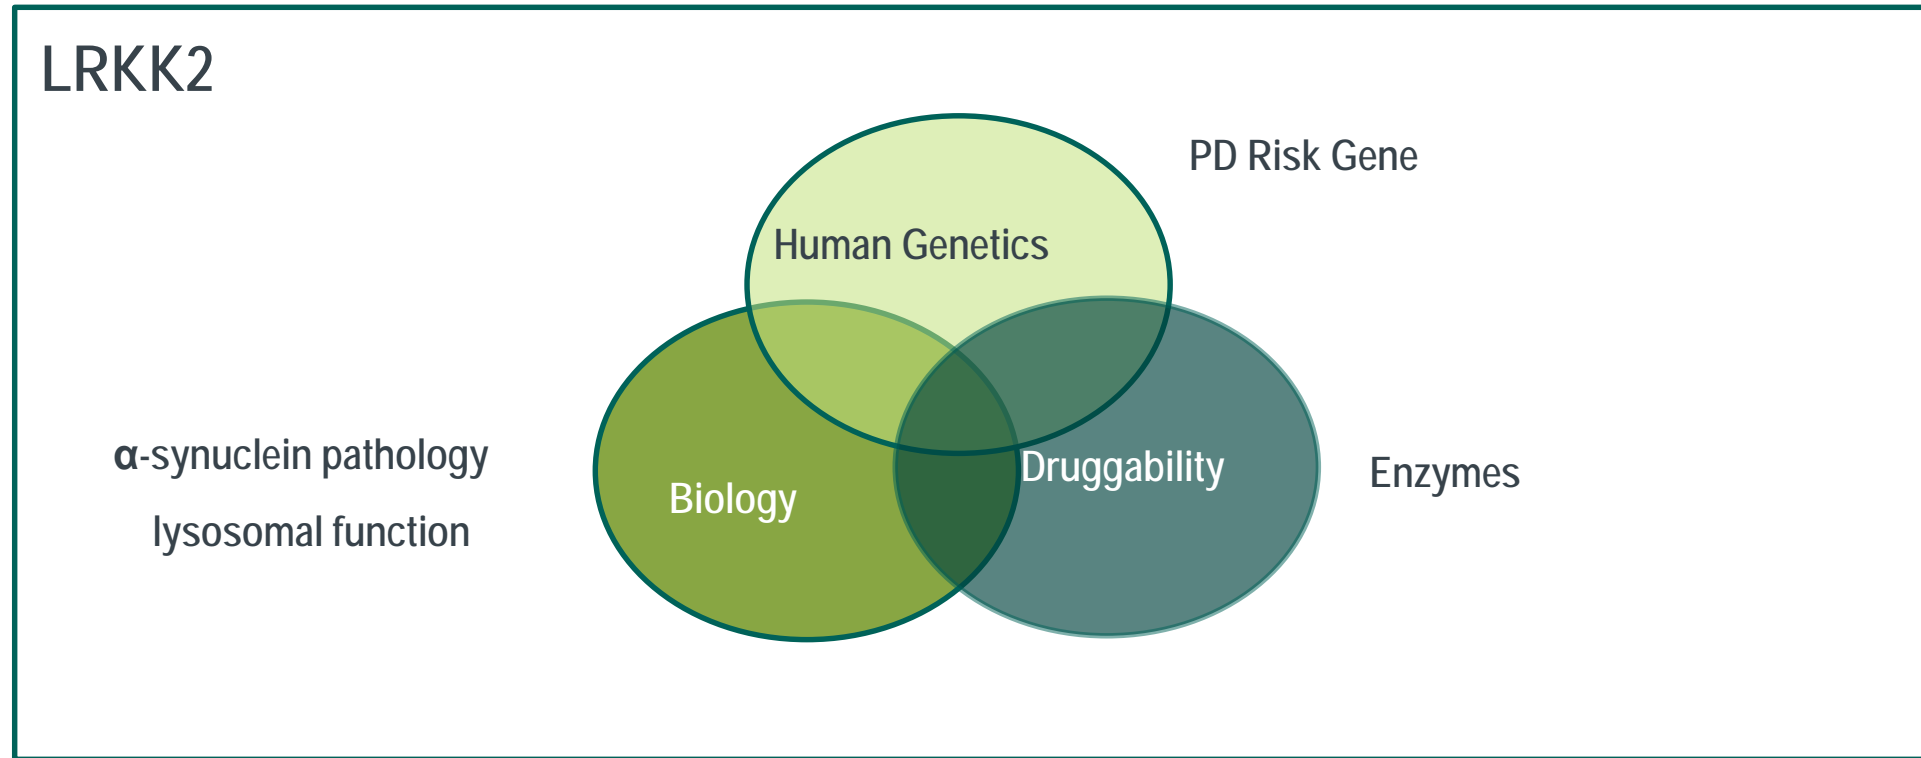 LRKK2
PD Risk Gene
Human Genetics
α-synuclein pathology
lysosomal function
Biology
Druggability
Enzymes